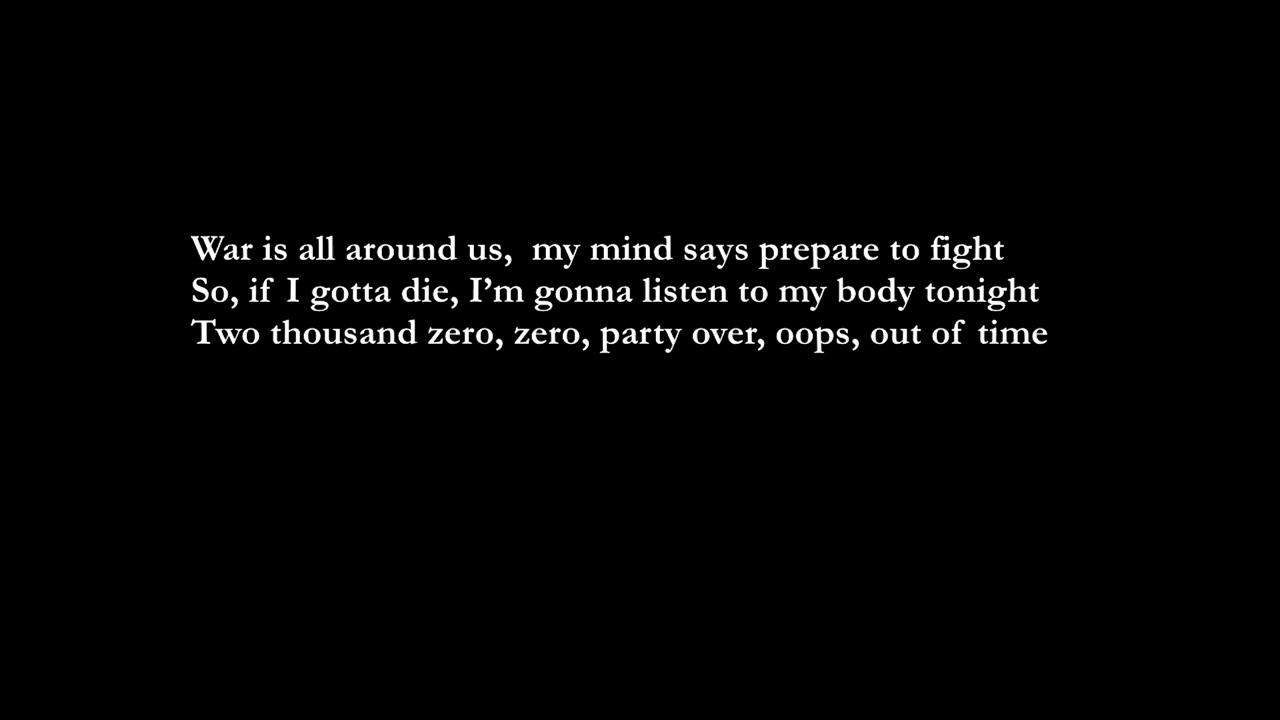 War is all around us,  my mind says prepare to fight
So, if I gotta die, I’m gonna listen to my body tonight
Two thousand zero, zero, party over, oops, out of time